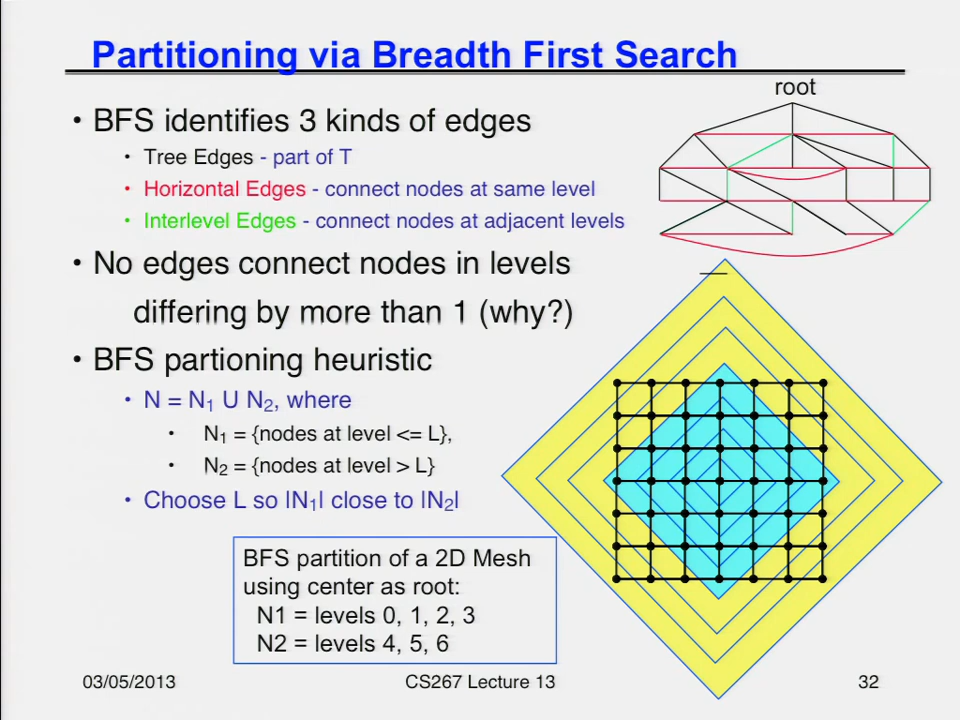 Partitioning via Breadth First Search
root
• BFS identifies 3 kinds of edges
• Tree Edges - part of T
• Horizontal Edges - connect nodes at same level
• Interlevel Edges - connect nodes at adjacent levels
• No edges connect nodes in levels
differing by more than 1 (why?)
• BFS partioning heuristic
• N = N1 U N2, where
• N1 = {nodes at level <= L},
• N2 = {nodes at level > L}
• Choose L so |N1| close to |N2|
BFS partition of a 2D Mesh
using center as root:
N1 = levels 0, 1, 2, 3
N2 = levels 4, 5, 6
03/05/2013
CS267 Lecture 13
32